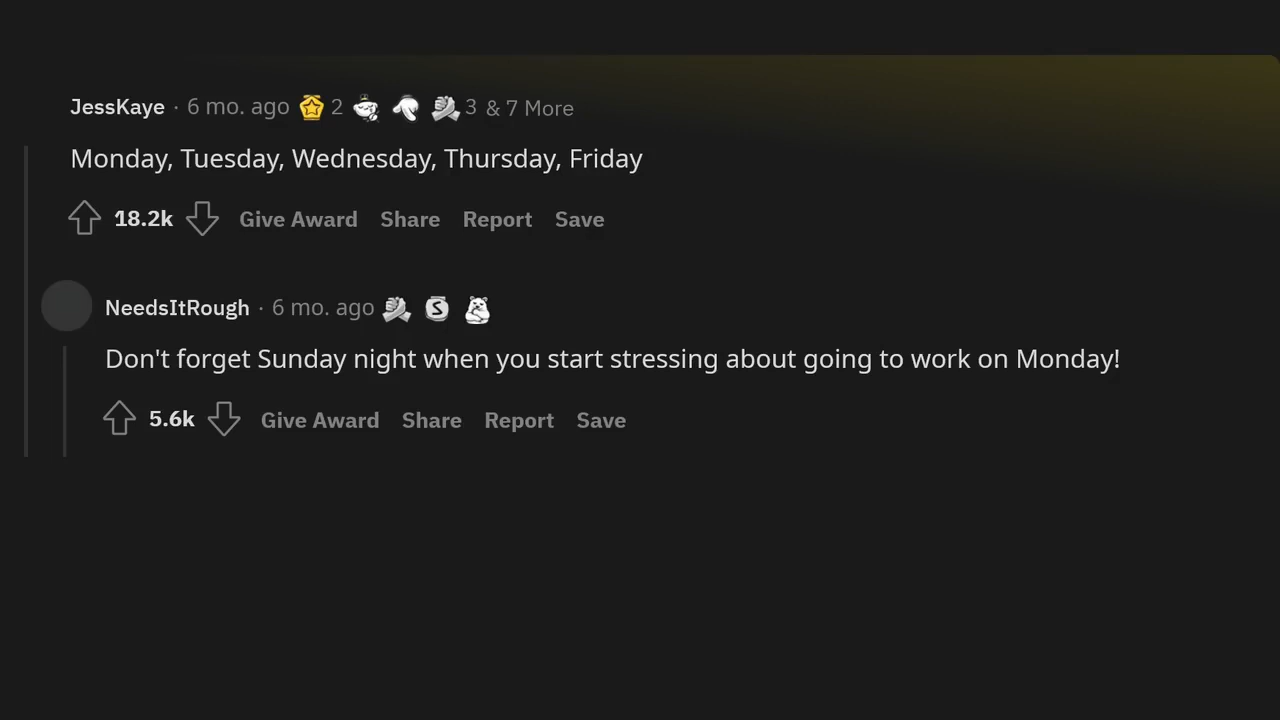 JessKaye · 6 mo. ago 2 3 & 7 More
Monday, Tuesday, Wednesday, Thursday, Friday
18.2k Give Award Share Report Save
NeedsItRough · 6 mo. ago S
Don't forget Sunday night when you start stressing about going to work on Monday!
5.6k Give Award Share Report Save